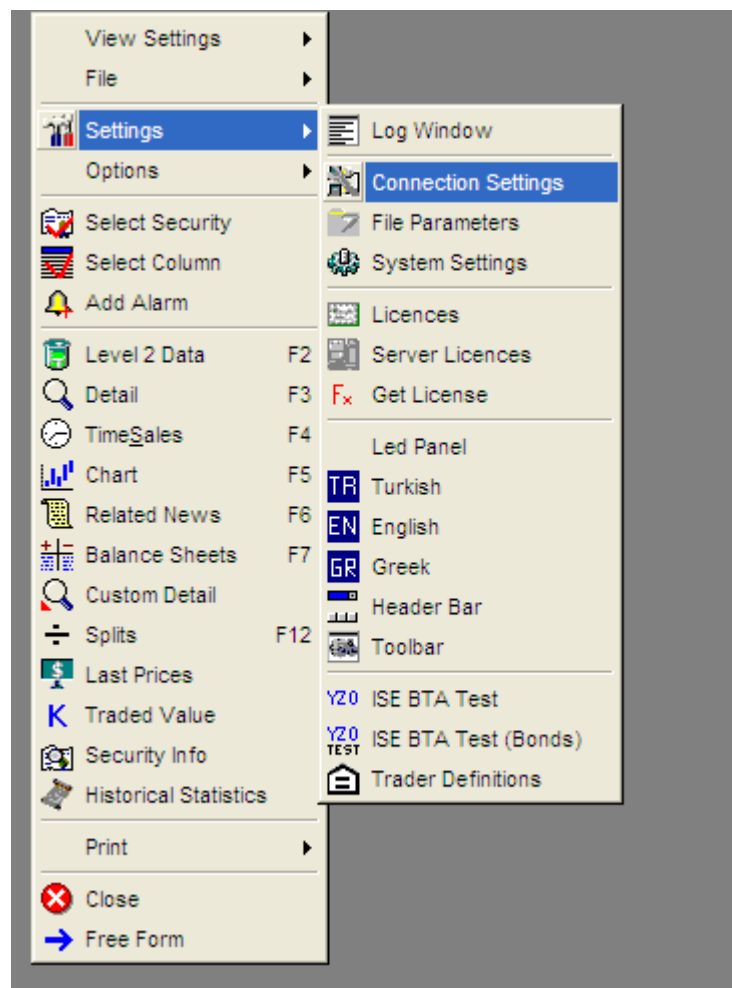 View Settings
File
Settings
Options
Select Security
Select Column
Add Alarm
Level 2 Data F2
Detail F3
TimeSales F4
Chart F5
Related News F6
Balance Sheets F7
Custom Detail
Splits F12
Last Prices
K Traded Value
Security Info
Historical Statistics
Print
Close
Free Form
Log Window
Connection Settings
File Parameters
System Settings
Licences
Server Licences
Fx Get License
Led Panel
TR Turkish
EN English
GR Greek
Header Bar
Toolbar
YZ0 ISE BTA Test
YZ0 TEST ISE BTA Test (Bonds)
Trader Definitions